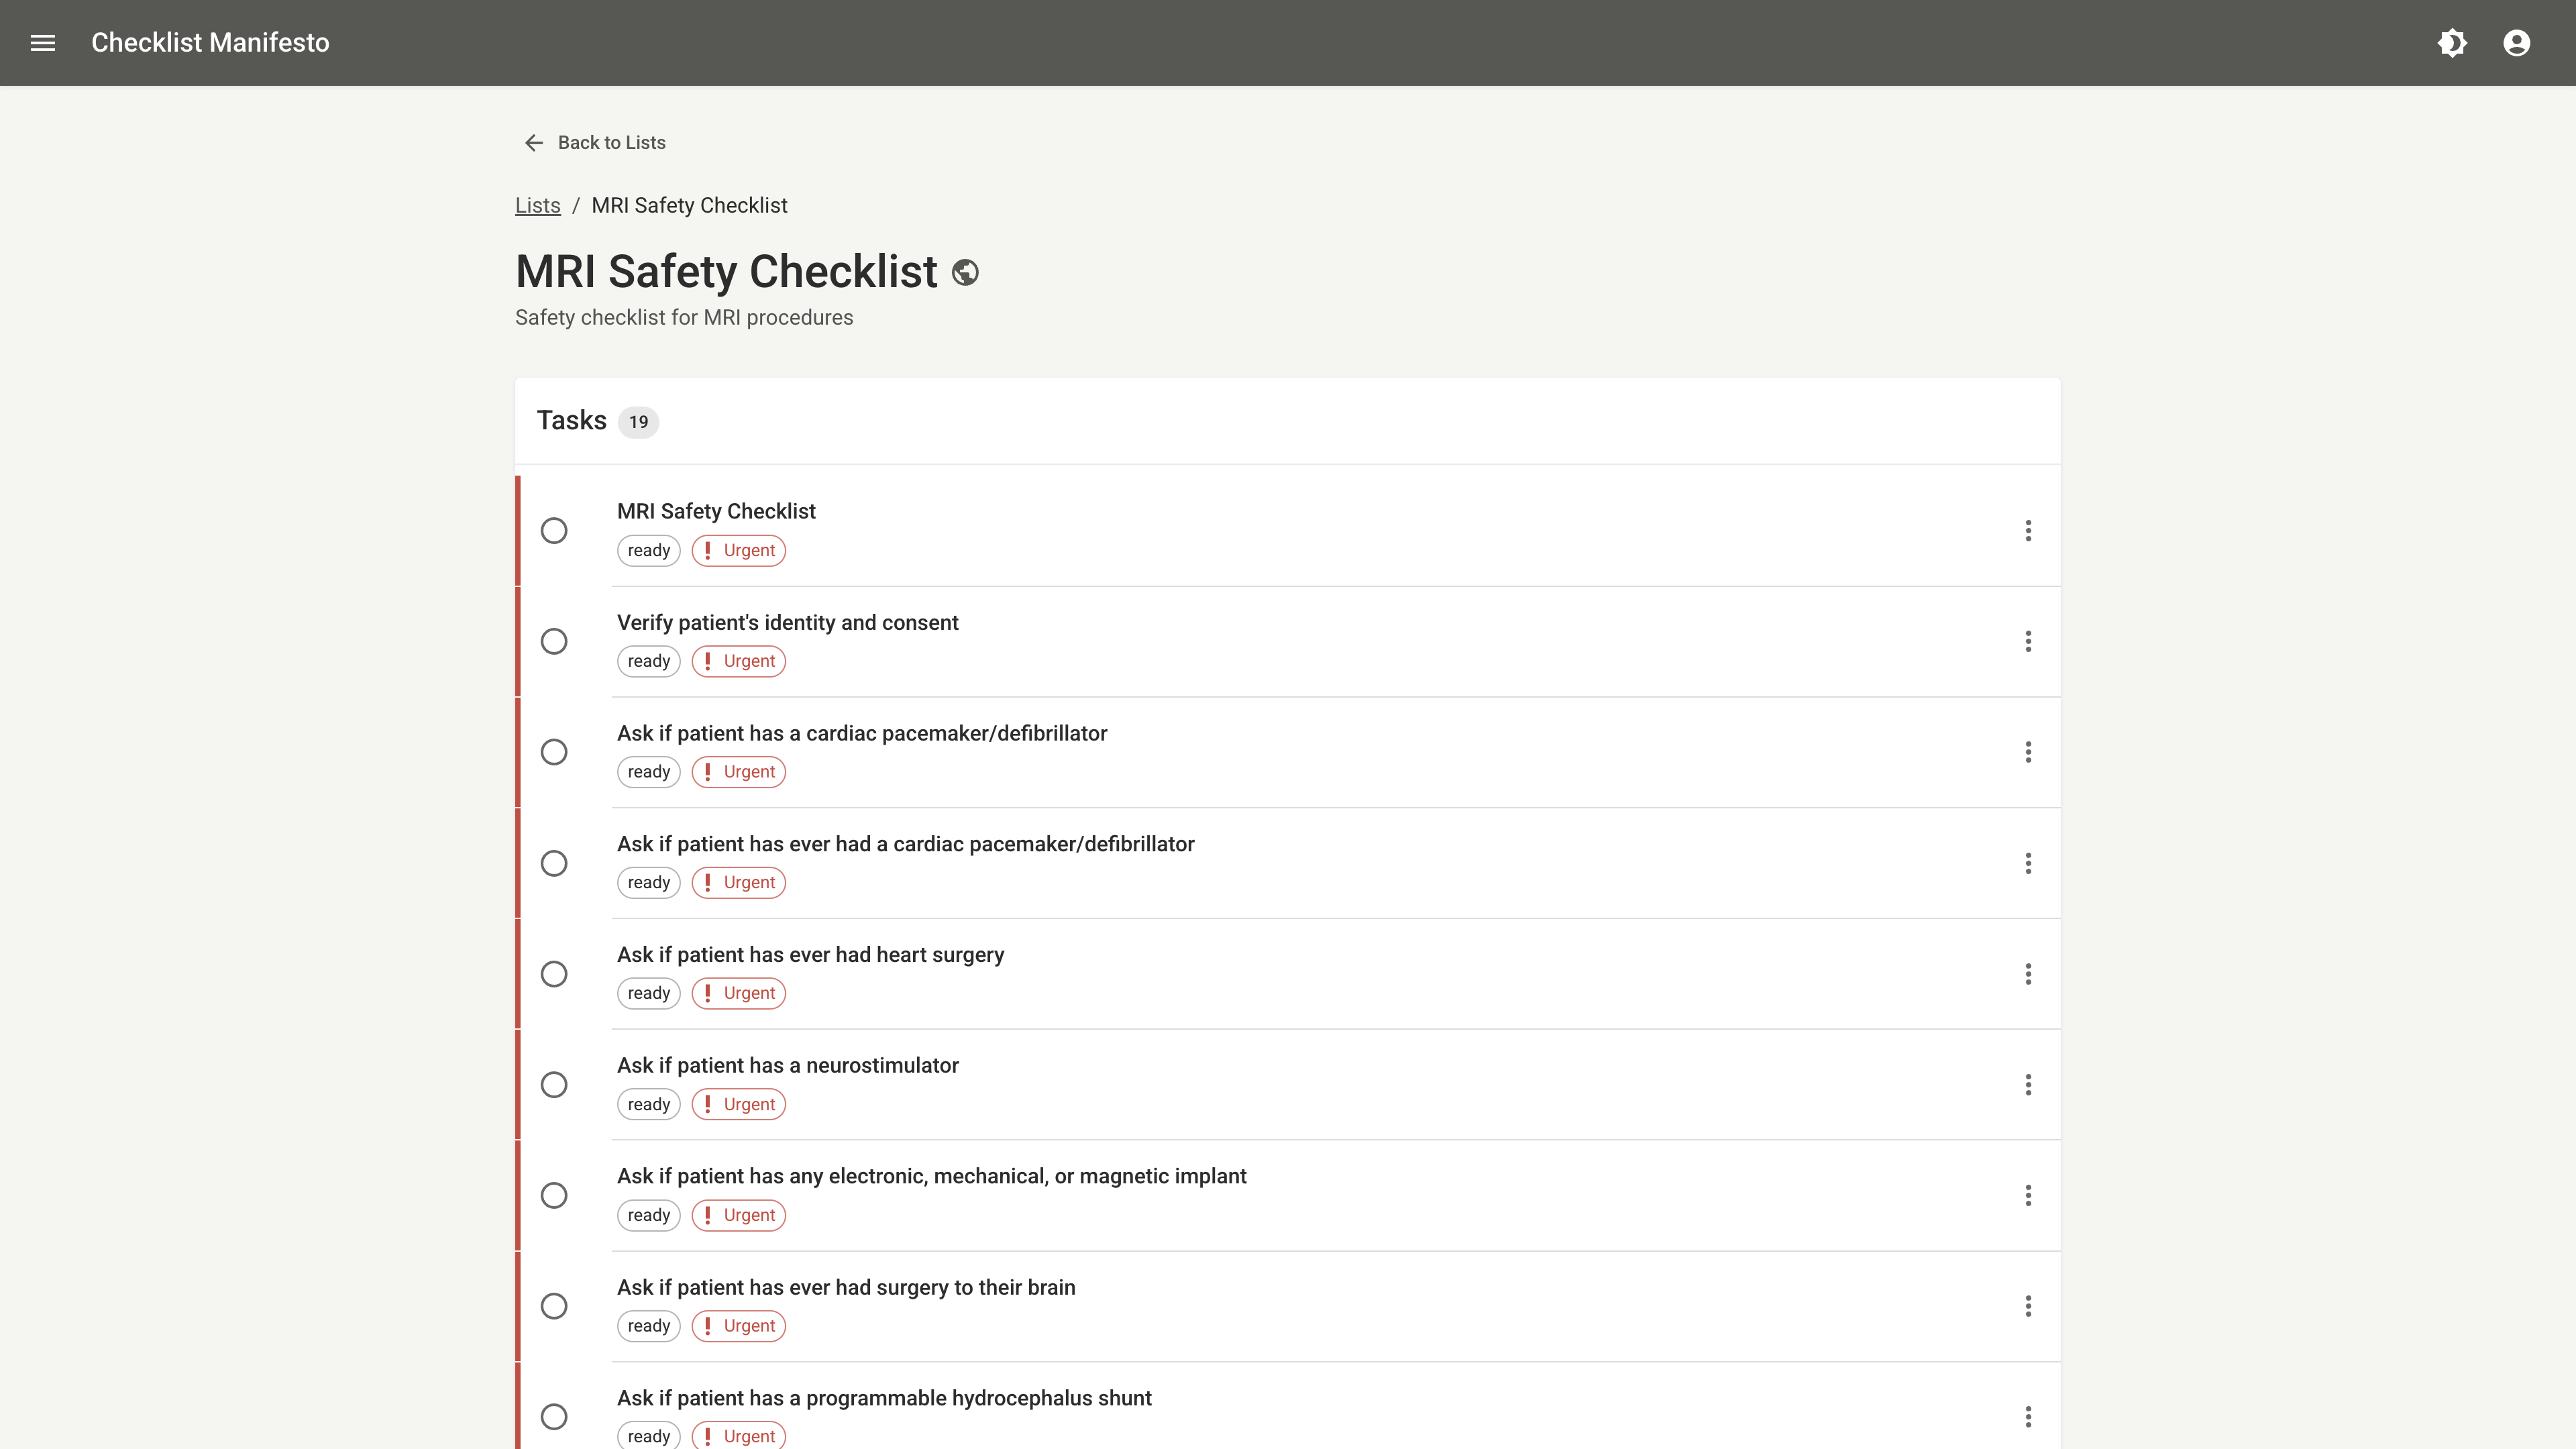 Checklist Manifesto
Back to Lists
Lists / MRI Safety Checklist
MRI Safety Checklist
Safety checklist for MRI procedures
Tasks 19
MRI Safety Checklist
ready Urgent
Verify patient's identity and consent
ready Urgent
Ask if patient has a cardiac pacemaker/defibrillator
ready Urgent
Ask if patient has ever had a cardiac pacemaker/defibrillator
ready Urgent
Ask if patient has ever had heart surgery
ready Urgent
Ask if patient has a neurostimulator
ready Urgent
Ask if patient has any electronic, mechanical, or magnetic implant
ready Urgent
Ask if patient has ever had surgery to their brain
ready Urgent
Ask if patient has a programmable hydrocephalus shunt
ready Urgent